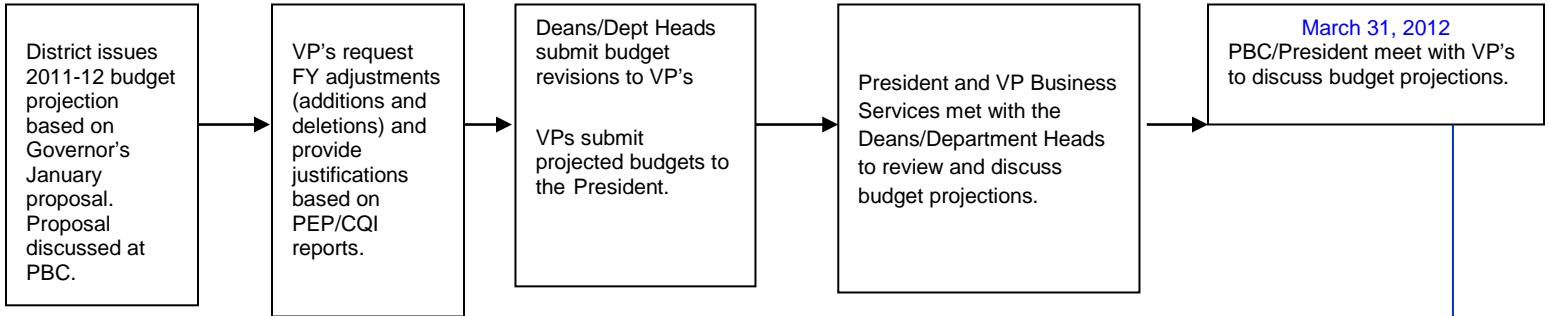 District issues
2011-12 budget
projection
based on
Governor's
January
proposal.
Proposal
discussed at
PBC.
VP's request
FY adjustments
(additions and
deletions) and
provide
justifications
based on
PEP/CQI
reports.
Deans/Dept Heads
submit budget
revisions to VP's
VPs submit
projected budgets to
the President.
President and VP Business
Services met with the
Deans/Department Heads
to review and discuss
budget projections.
March 31, 2012
PBC/President meet with VP's
to discuss budget projections.